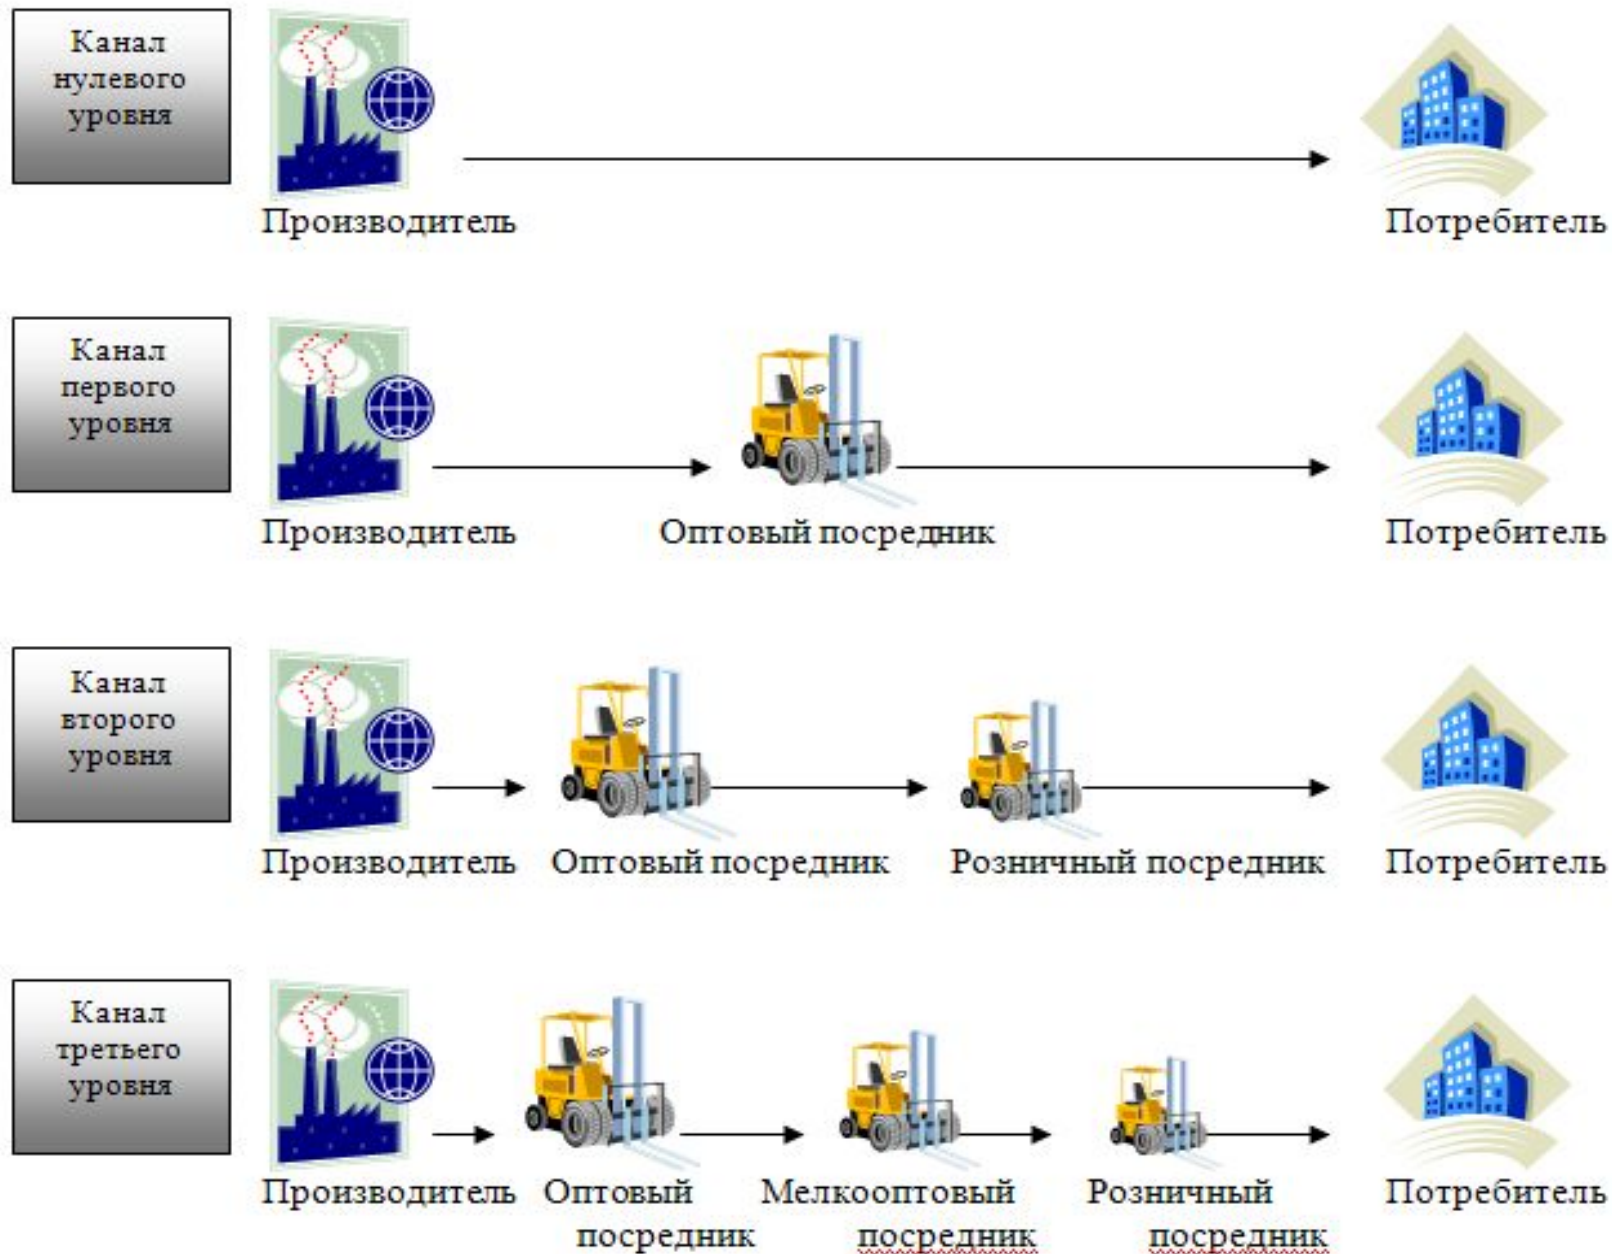 Канал
нулевого
уровня
Производитель
Потребитель
Канал
первого
уровня
Производитель
Оптовый посредник
Потребитель
Канал
второго
уровня
Производитель
Оптовый посредник
Розничный посредник
Потребитель
Канал
третьего
уровня
Производитель
Оптовый
посредник
Мелкооптовый
посредник
Розничный
посредник
Потребитель